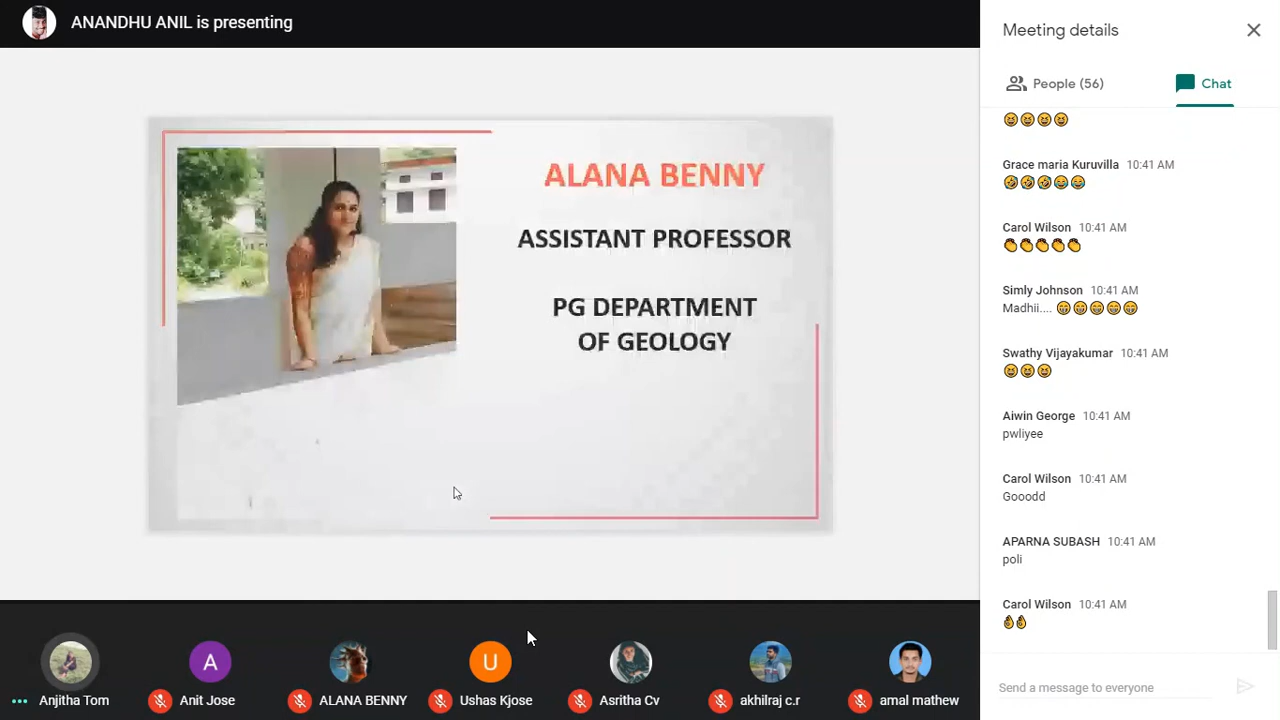 ANANDHU ANIL is presenting
ALANA BENNY
ASSISTANT PROFESSOR
PG DEPARTMENT
OF GEOLOGY
Anjitha Tom
Anit Jose
ALANA BENNY
Ushas Kjose
Asritha Cv
akhilraj c.r
amal mathew
A
U
Meeting details
People (56)
Chat
😆😆😆😆
Grace maria Kuruvilla 10:41 AM
🤣🤣🤣😂😂
Carol Wilson 10:41 AM
👏👏👏👏👏
Simly Johnson 10:41 AM
Madhii.... 😁😁😁😁😁
Swathy Vijayakumar 10:41 AM
😆😆😆
Aiwin George 10:41 AM
pwliyee
Carol Wilson 10:41 AM
Gooodd
APARNA SUBASH 10:41 AM
poli
Carol Wilson 10:41 AM
👌👌
Send a message to everyone